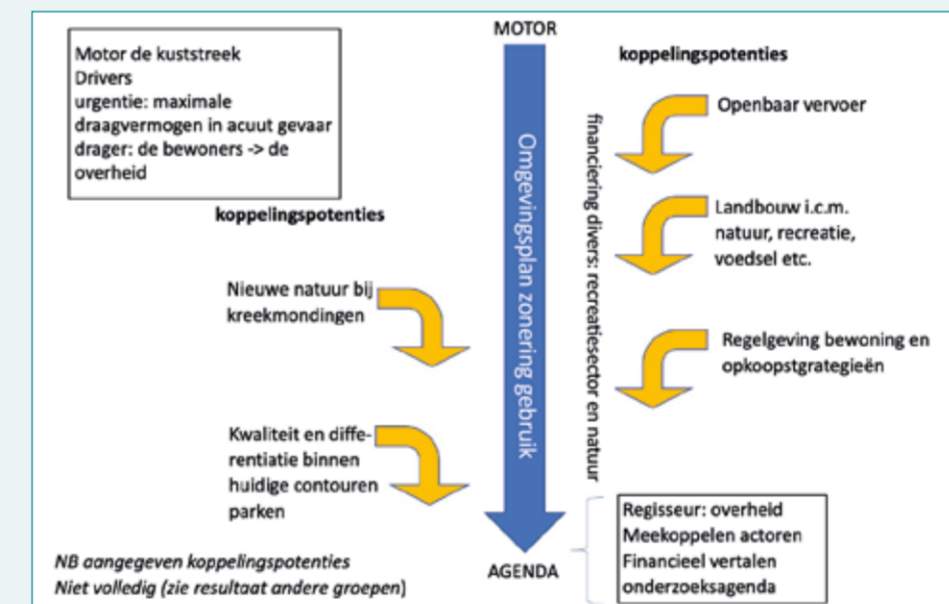 MOTOR
Motor de kuststreek
Drivers
urgentie: maximale
draagvermogen in acuut gevaar
drager: de bewoners -> de
overheid
koppelingspotenties
Nieuwe natuur bij
kreekmondingen
Kwaliteit en diffe-
rentiatie binnen
huidige contouren
parken
NB aangegeven koppelingspotenties
Niet volledig (zie resultaat andere groepen)
Omgevingsplan zonering gebruik
financiering divers: recreatiesector en natuur
koppelingspotenties
Openbaar vervoer
Landbouw i.c.m.
natuur, recreatie,
voedsel etc.
Regelgeving bewoning en
opkoopstgrategieën
AGENDA
Regisseur: overheid
Meekoppelen actoren
Financieel vertalen
onderzoeksagenda